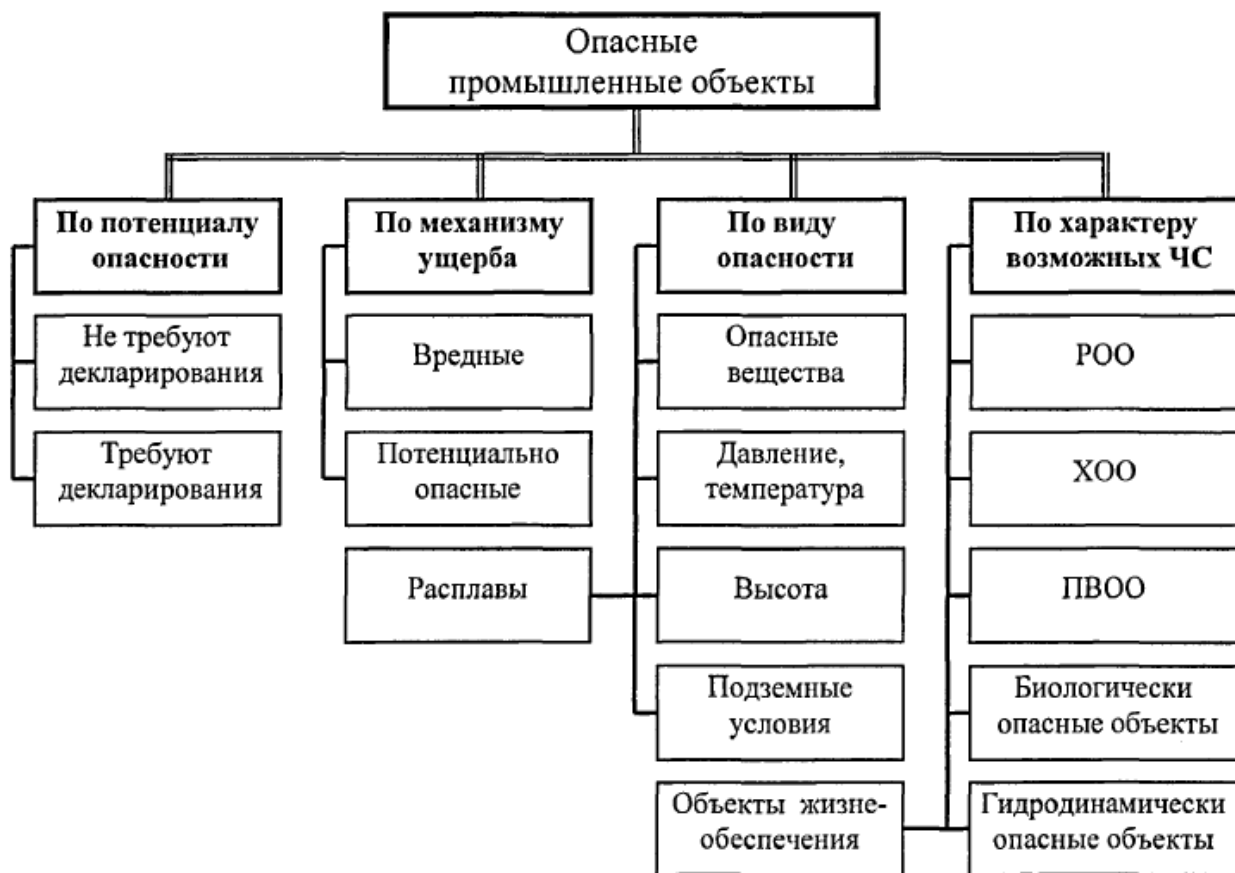 Опасные
промышленные объекты
По потенциалу
опасности
Не требуют
декларирования
Требуют
декларирования
По механизму
ущерба
Вредные
Потенциально
опасные
Расплавы
По виду
опасности
Опасные
вещества
Давление,
температура
Высота
Подземные
условия
Объекты жизне-
обеспечения
По характеру
возможных ЧС
РОО
ХОО
ПВОО
Биологически
опасные объекты
Гидродинамически
опасные объекты